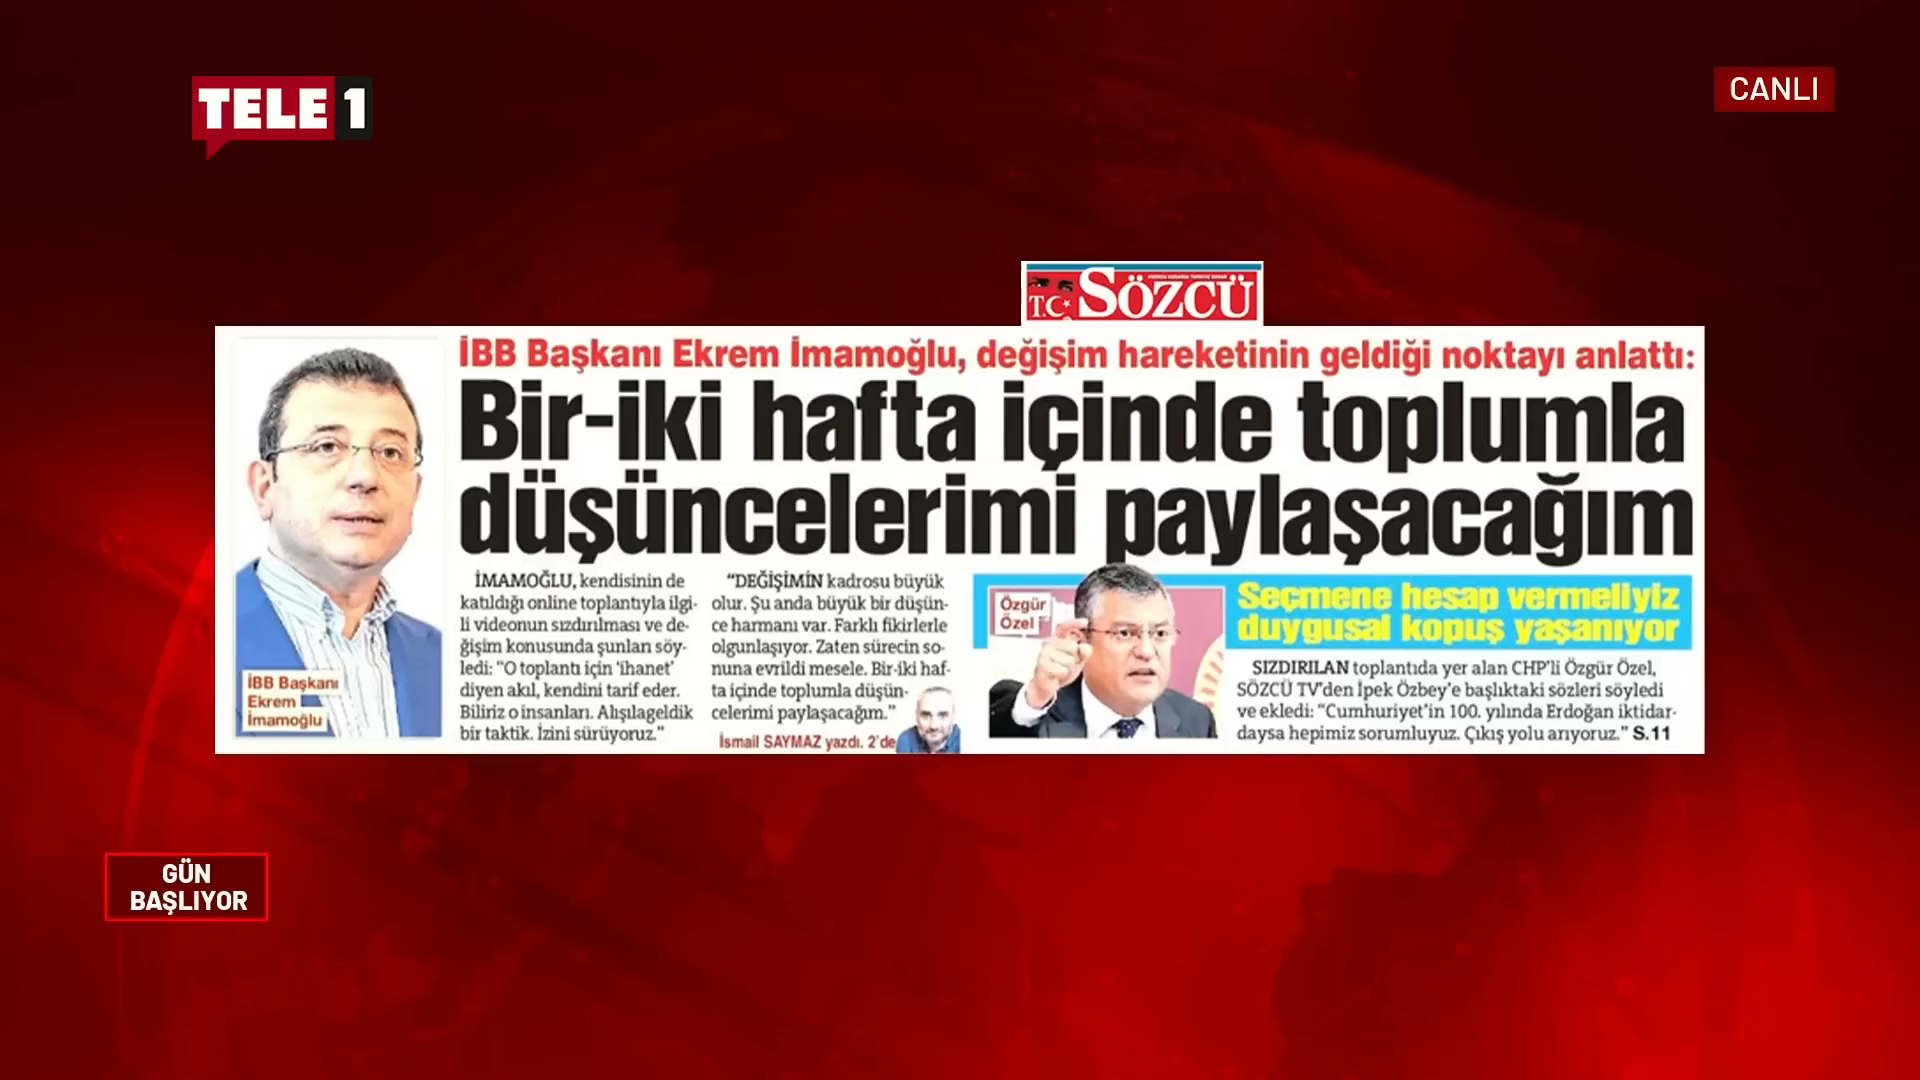 TELE 1
CANLI
T.C. SÖZCÜ
İBB Başkanı Ekrem İmamoğlu, değişim hareketinin geldiği noktayı anlattı:
Bir-iki hafta içinde toplumla
düşüncelerimi paylaşacağım
İBB Başkanı
Ekrem
İmamoğlu
İMAMOĞLU, kendisinin de
katıldığı online toplantıyla ilgi-
li videonun sızdırılması ve de-
ğişim konusunda şunları söy-
ledi: “O toplantı için ‘ihanet’
diyen akıl, kendini tarif eder.
Biliriz o insanları. Alışılageldik
bir taktik. İzini sürüyoruz.”
“DEĞİŞİMİN kadrosu büyük
olur. Şu anda büyük bir düşün-
ce harmanı var. Farklı fikirlerle
olgunlaşıyor. Zaten sürecin so-
nuna evrildi mesele. Bir-iki haf-
ta içinde toplumla düşün-
celerimi paylaşacağım.”
İsmail SAYMAZ yazdı. 2'de
Özgür
Özel
Seçmene hesap vermeliyiz
duygusal kopuş yaşanıyor
SIZDIRILAN toplantıda yer alan CHP’li Özgür Özel,
SÖZCÜ TV’den İpek Özbey’e başlıktaki sözleri söyledi
ve ekledi: “Cumhuriyet’in 100. yılında Erdoğan iktidar-
daysa hepimiz sorumluyuz. Çıkış yolu arıyoruz.” S.11
GÜN
BAŞLIYOR